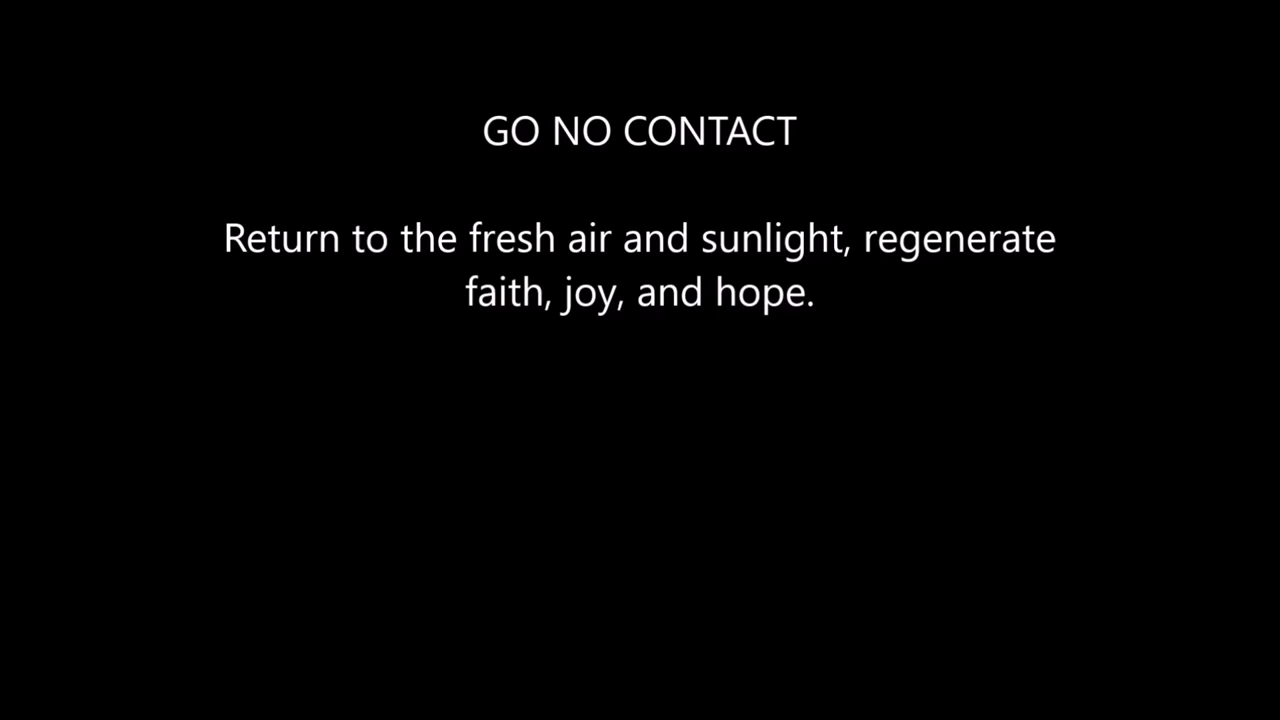 GO NO CONTACT
Return to the fresh air and sunlight, regenerate
faith, joy, and hope.